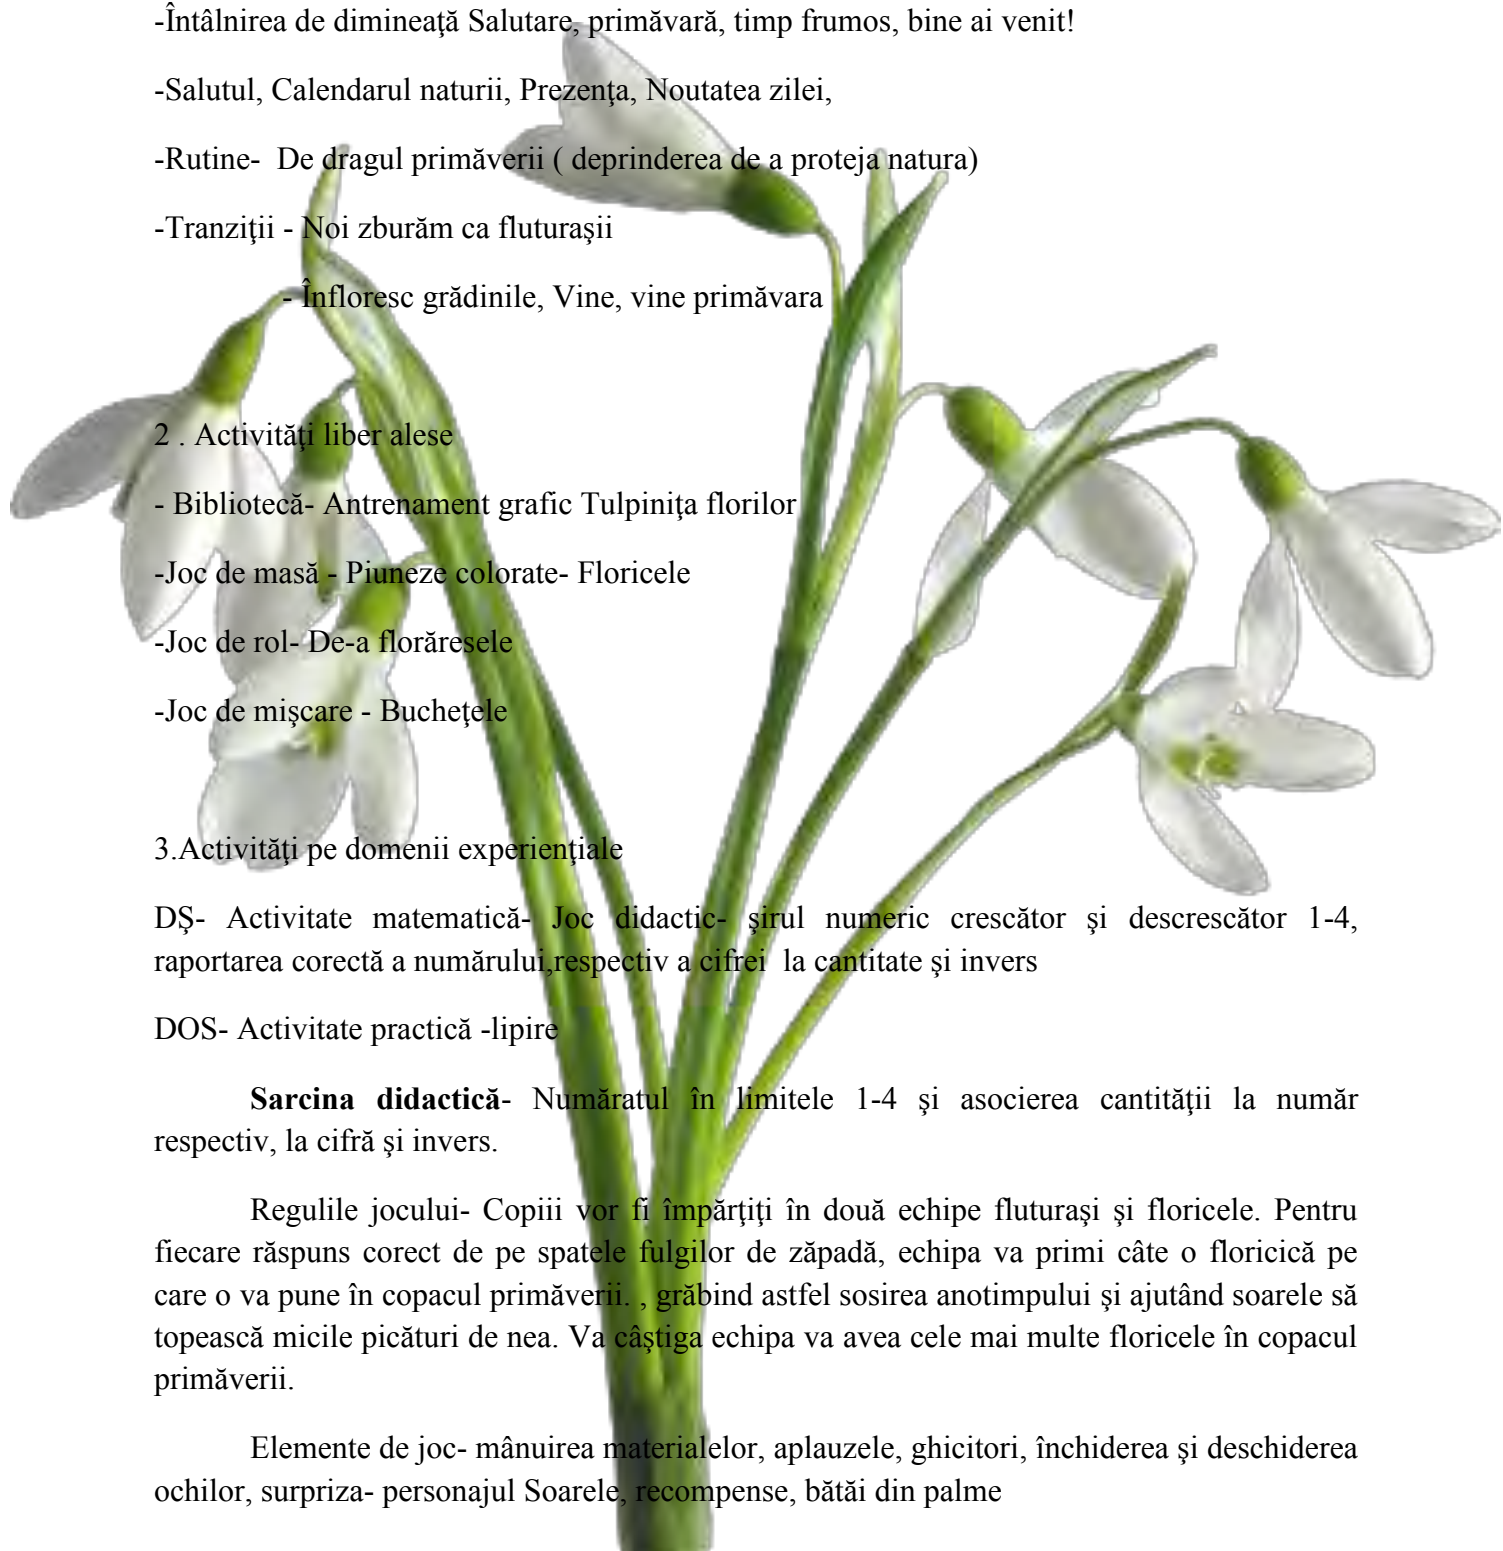 -Întâlnirea de dimineaţă Salutare, primăvară, timp frumos, bine ai venit!
-Salutul, Calendarul naturii, Prezenţa, Noutatea zilei,
-Rutine- De dragul primăverii ( deprinderea de a proteja natura)
-Tranziţii - Noi zburăm ca fluturaşii
- Înfloresc grădinile, Vine, vine primăvara
2 . Activităţi liber alese
- Bibliotecă- Antrenament grafic Tulpiniţa florilor
-Joc de masă - Piuneze colorate- Floricele
-Joc de rol- De-a florăresele
-Joc de mişcare - Bucheţele
3.Activităţi pe domenii experienţiale
DŞ- Activitate matematică- Joc didactic- şirul numeric crescător şi descrescător 1-4,
raportarea corectă a numărului,respectiv a cifrei la cantitate şi invers
DOS- Activitate practică -lipire
Sarcina didactică- Număratul în limitele 1-4 şi asocierea cantităţii la număr
respectiv, la cifră şi invers.
Regulile jocului- Copiii vor fi împărţiţi în două echipe fluturaşi şi floricele. Pentru
fiecare răspuns corect de pe spatele fulgilor de zăpadă, echipa va primi câte o floricică pe
care o va pune în copacul primăverii. , grăbind astfel sosirea anotimpului şi ajutând soarele să
topească micile picături de nea. Va câştiga echipa va avea cele mai multe floricele în copacul
primăverii.
Elemente de joc- mânuirea materialelor, aplauzele, ghicitori, închiderea şi deschiderea
ochilor, surpriza- personajul Soarele, recompense, bătăi din palme